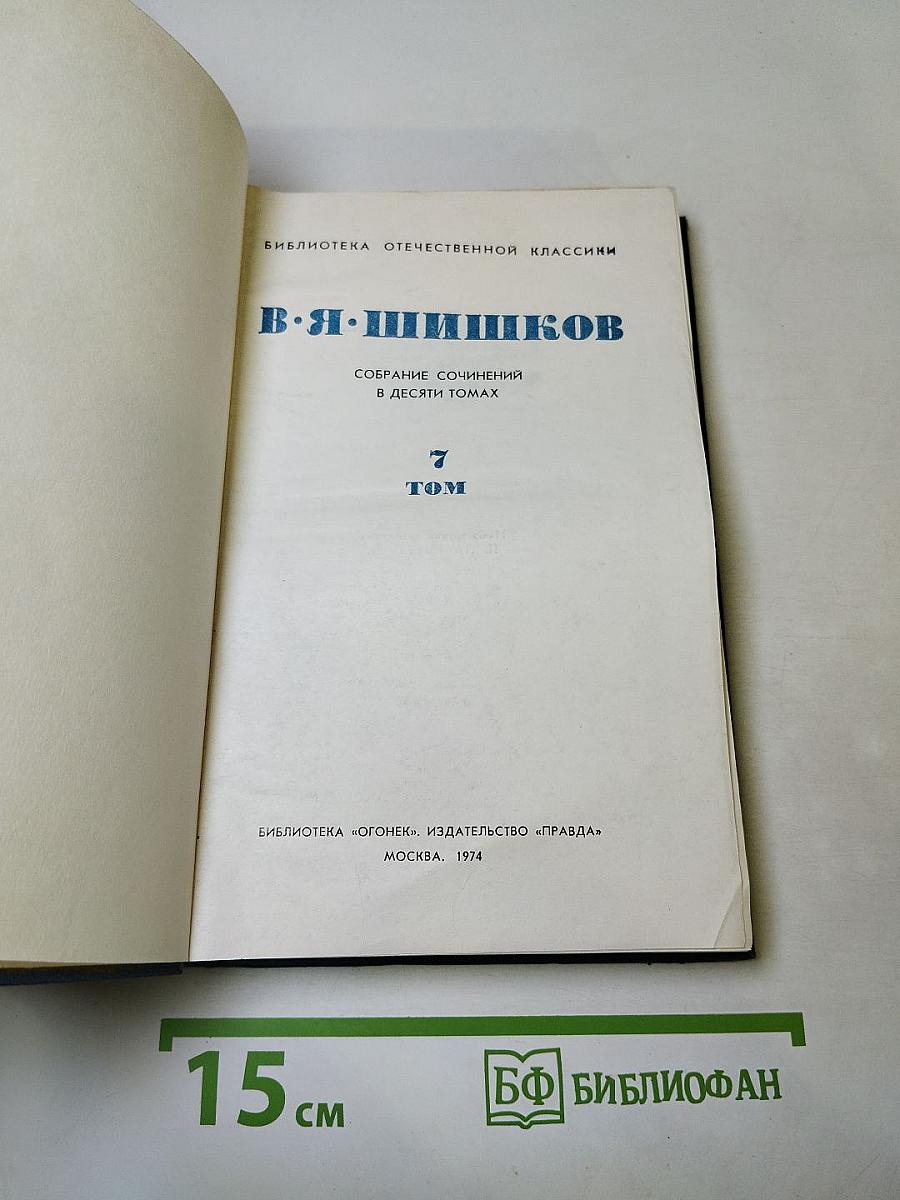 БИБЛИОТЕКА ОТЕЧЕСТВЕННОЙ КЛАССИКИ
В·Я·ШИШКОВ
СОБРАНИЕ СОЧИНЕНИЙ
В ДЕСЯТИ ТОМАХ
7
ТОМ
БИБЛИОТЕКА «ОГОНЕК». ИЗДАТЕЛЬСТВО «ПРАВДА»
МОСКВА. 1974
15 см
БФ БИБЛИОФАН